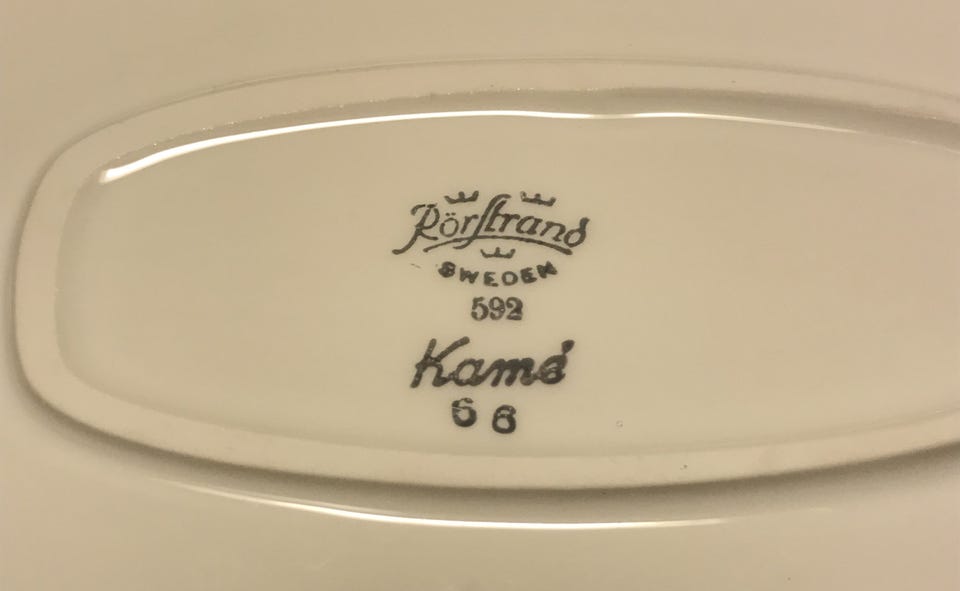 Rörstrand
SWEDEN
592
Kamé
66